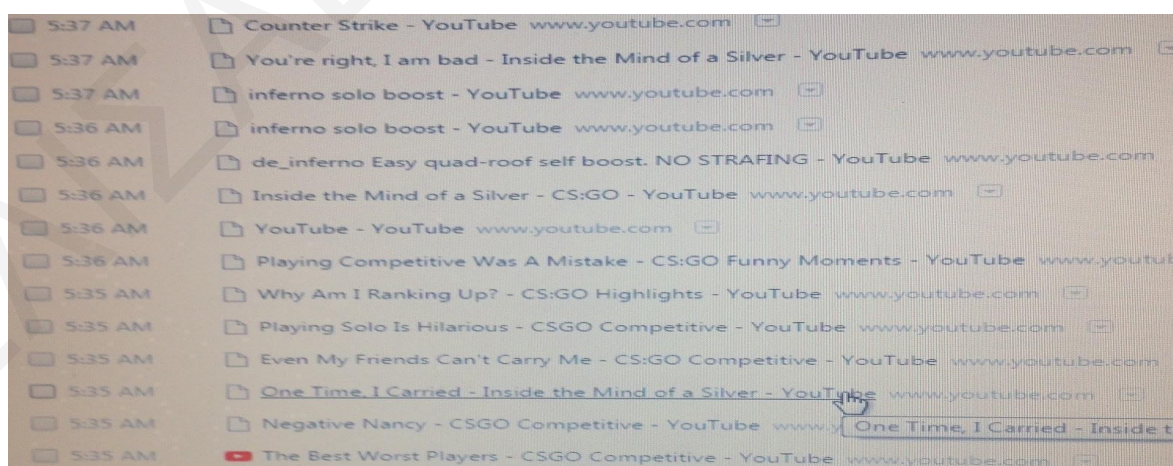 5:37 AM Counter Strike - YouTube www.youtube.com
5:37 AM You're right, I am bad - Inside the Mind of a Silver - YouTube www.youtube.com
5:37 AM inferno solo boost - YouTube www.youtube.com
5:36 AM inferno solo boost - YouTube www.youtube.com
5:36 AM de_inferno Easy quad-roof self boost. NO STRAFING - YouTube www.youtube.com
5:36 AM Inside the Mind of a Silver - CS:GO - YouTube www.youtube.com
5:36 AM YouTube - YouTube www.youtube.com
5:36 AM Playing Competitive Was A Mistake - CS:GO Funny Moments - YouTube www.youtub
5:35 AM Why Am I Ranking Up? - CS:GO Highlights - YouTube www.youtube.com
5:35 AM Playing Solo Is Hilarious - CSGO Competitive - YouTube www.youtube.com
5:35 AM Even My Friends Can't Carry Me - CS:GO Competitive - YouTube www.youtube.com
5:35 AM One Time, I Carried - Inside the Mind of a Silver - YouTube www.youtube.com
5:35 AM Negative Nancy - CSGO Competitive - YouTube www.y One Time, I Carried - Inside t
5:35 AM The Best Worst Players - CSGO Competitive - YouTube www.youtube.com